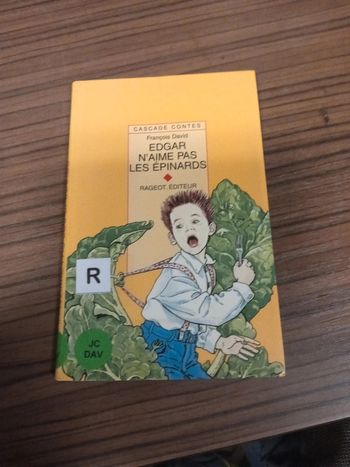 CASCADE CONTES
François David
EDGAR
N'AIME PAS
LES ÉPINARDS
RAGEOT ÉDITEUR
R
JC
DAV